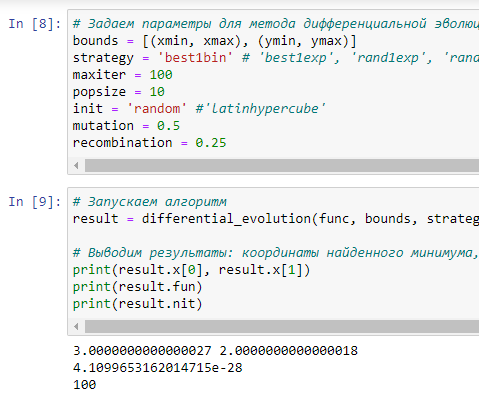 In [8]:
# Задаем параметры для метода дифференциальной
bounds = [(xmin, xmax), (ymin, ymax)]
strategy = 'best1bin' # 'best1exp', 'rand1exp',
maxiter = 100
popsize = 10
init = 'random' #'latinhypercube'
mutation = 0.5
recombination = 0.25
In [9]:
# Запускаем алгоритм
result = differential_evolution(func, bounds,
# Выводим результаты: координаты найденного минимума,
print(result.x[0], result.x[1])
print(result.fun)
print(result.nit)
3.0000000000000027 2.0000000000000018
4.1099653162014715e-28
100